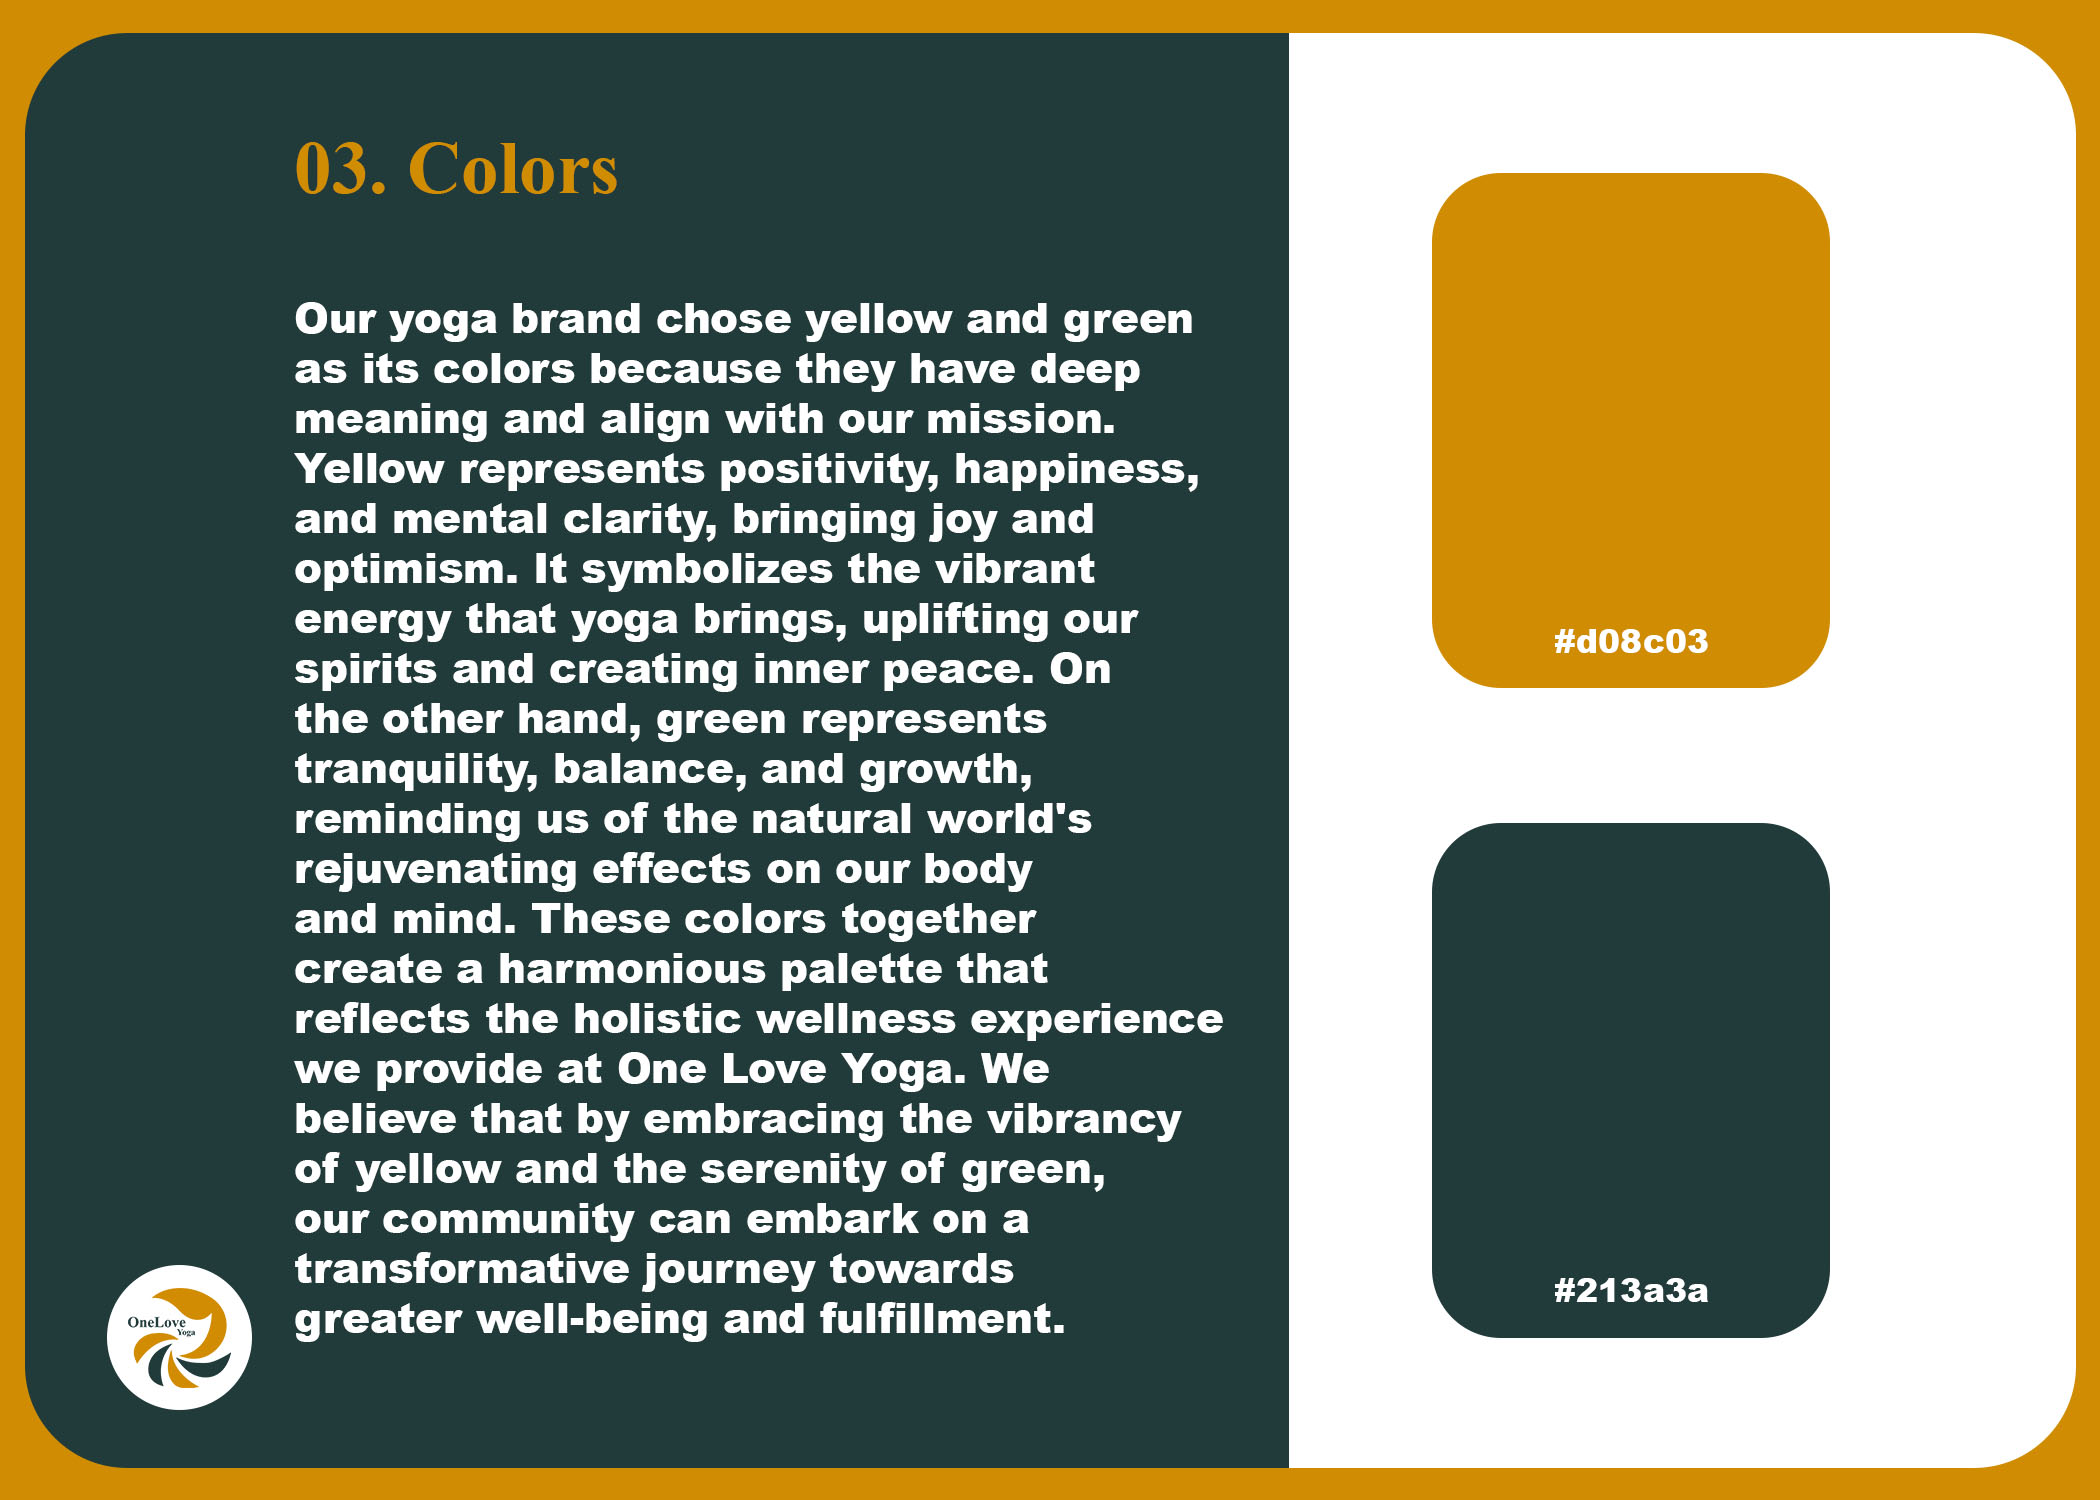 03. Colors
Our yoga brand chose yellow and green
as its colors because they have deep
meaning and align with our mission.
Yellow represents positivity, happiness,
and mental clarity, bringing joy and
optimism. It symbolizes the vibrant
energy that yoga brings, uplifting our
spirits and creating inner peace. On
the other hand, green represents
tranquility, balance, and growth,
reminding us of the natural world's
rejuvenating effects on our body
and mind. These colors together
create a harmonious palette that
reflects the holistic wellness experience
we provide at One Love Yoga. We
believe that by embracing the vibrancy
of yellow and the serenity of green,
our community can embark on a
transformative journey towards
greater well-being and fulfillment.
OneLove
Yoga
#d08c03
#213a3a